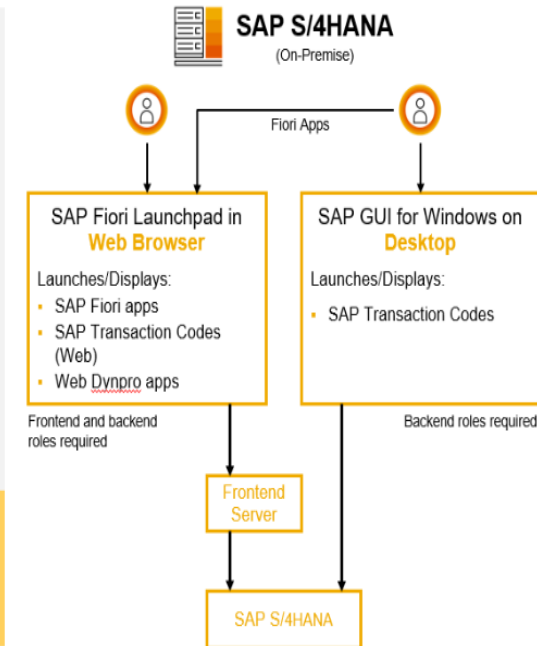 SAP S/4HANA
(On-Premise)
Fiori Apps
SAP Fiori Launchpad in
Web Browser
Launches/Displays:
▪ SAP Fiori apps
▪ SAP Transaction Codes
(Web)
▪ Web Dynpro apps
SAP GUI for Windows on
Desktop
Launches/Displays:
▪ SAP Transaction Codes
Frontend and backend
roles required
Backend roles required
Frontend
Server
SAP S/4HANA